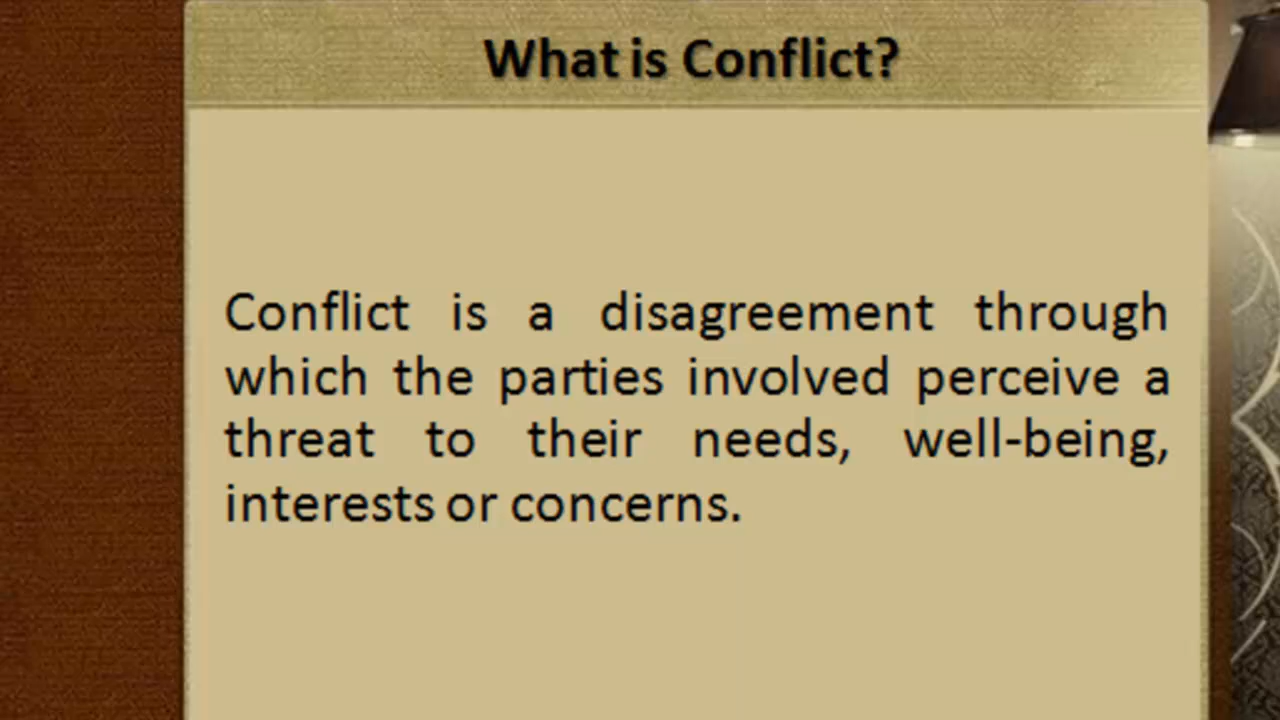 What is Conflict?
Conflict is a disagreement through
which the parties involved perceive a
threat to their needs, well-being,
interests or concerns.